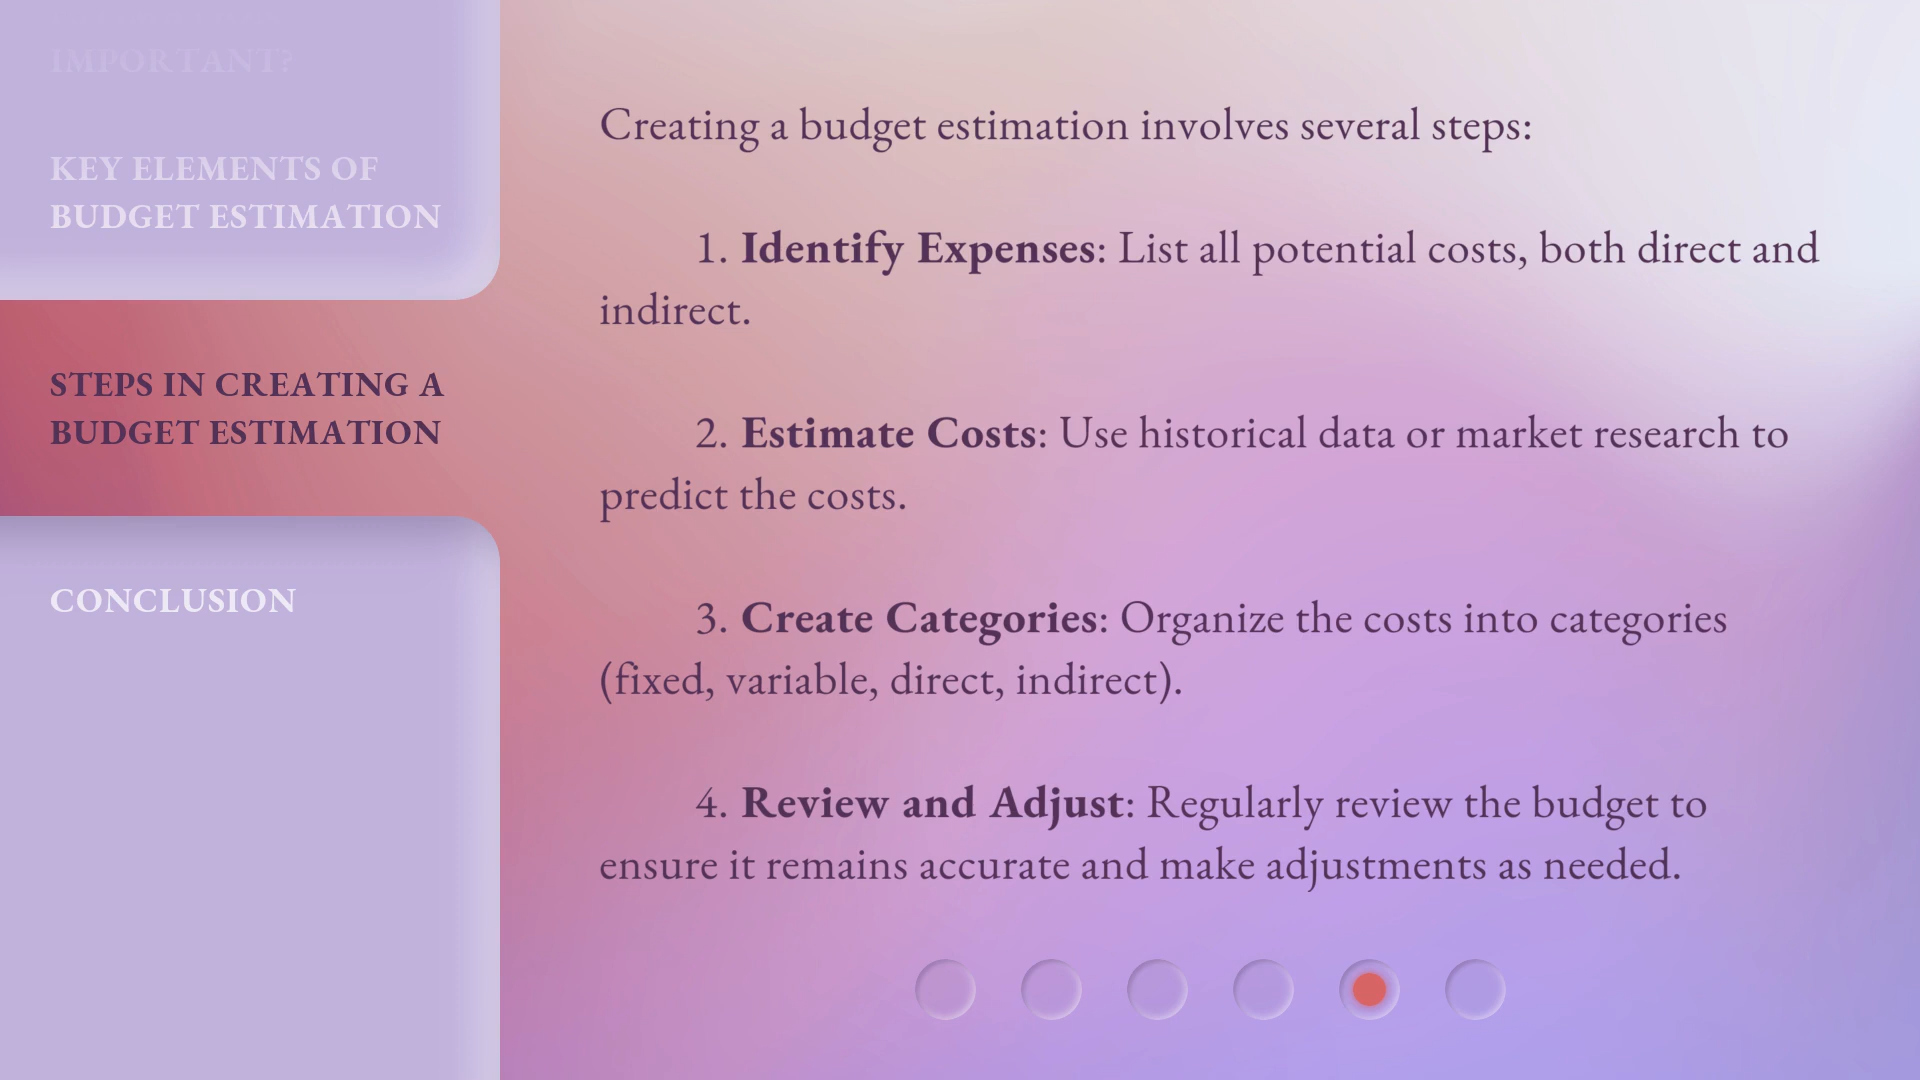 IMPORTANT?
KEY ELEMENTS OF
BUDGET ESTIMATION
STEPS IN CREATING A
BUDGET ESTIMATION
CONCLUSION
Creating a budget estimation involves several steps:
1. Identify Expenses: List all potential costs, both direct and
indirect.
2. Estimate Costs: Use historical data or market research to
predict the costs.
3. Create Categories: Organize the costs into categories
(fixed, variable, direct, indirect).
4. Review and Adjust: Regularly review the budget to
ensure it remains accurate and make adjustments as needed.